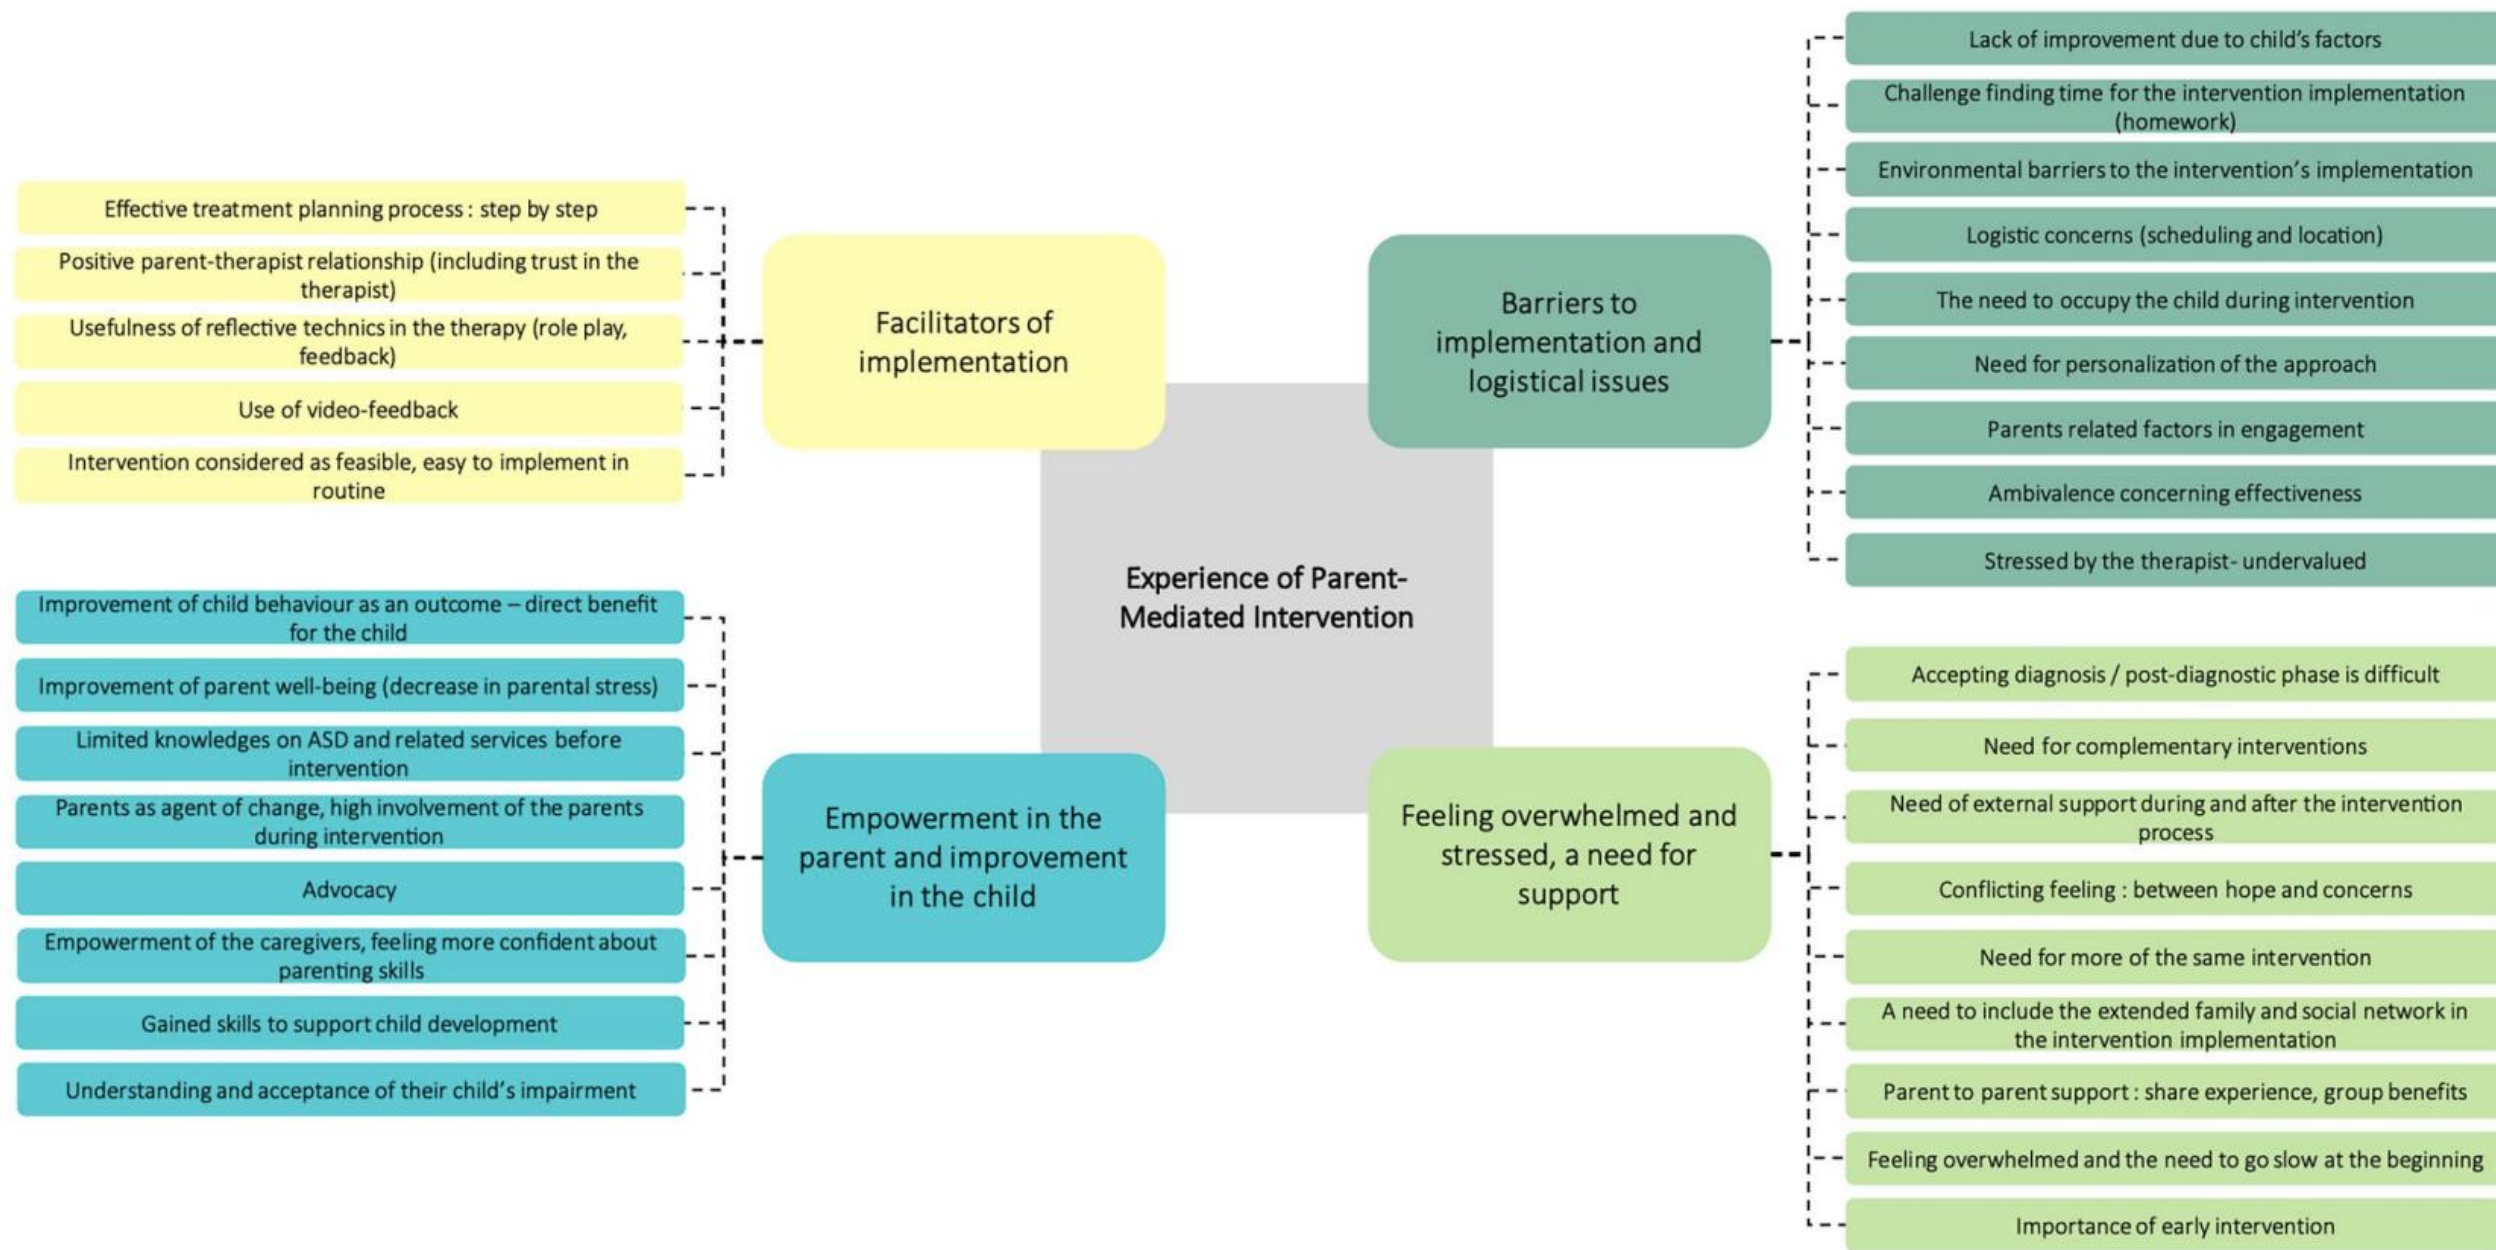 Effective treatment planning process : step by step
Positive parent-therapist relationship (including trust in the
therapist)
Usefulness of reflective technics in the therapy (role play,
feedback)
Use of video-feedback
Intervention considered as feasible, easy to implement in
routine
Facilitators of
implementation
Barriers to
implementation and
logistical issues
Lack of improvement due to child’s factors
Challenge finding time for the intervention implementation
(homework)
Environmental barriers to the intervention’s implementation
Logistic concerns (scheduling and location)
The need to occupy the child during intervention
Need for personalization of the approach
Parents related factors in engagement
Ambivalence concerning effectiveness
Stressed by the therapist- undervalued
Experience of Parent-
Mediated Intervention
Improvement of child behaviour as an outcome – direct benefit
for the child
Improvement of parent well-being (decrease in parental stress)
Limited knowledges on ASD and related services before
intervention
Parents as agent of change, high involvement of the parents
during intervention
Advocacy
Empowerment of the caregivers, feeling more confident about
parenting skills
Gained skills to support child development
Understanding and acceptance of their child’s impairment
Empowerment in the
parent and improvement
in the child
Feeling overwhelmed and
stressed, a need for
support
Accepting diagnosis / post-diagnostic phase is difficult
Need for complementary interventions
Need of external support during and after the intervention
process
Conflicting feeling : between hope and concerns
Need for more of the same intervention
A need to include the extended family and social network in
the intervention implementation
Parent to parent support : share experience, group benefits
Feeling overwhelmed and the need to go slow at the beginning
Importance of early intervention